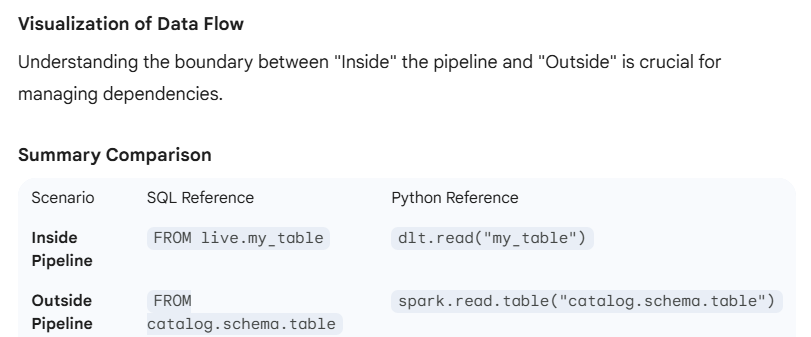 Visualization of Data Flow
Understanding the boundary between "Inside" the pipeline and "Outside" is crucial for
managing dependencies.
Summary Comparison
Scenario SQL Reference Python Reference
Inside Pipeline FROM live.my_table dlt.read("my_table")
Outside Pipeline FROM catalog.schema.table spark.read.table("catalog.schema.table")